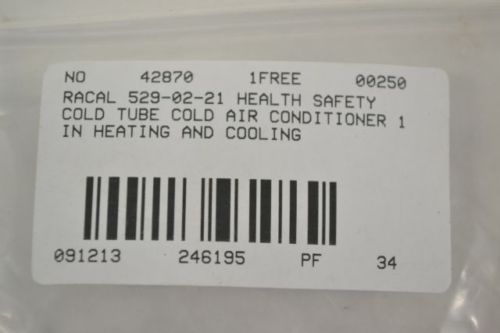 NO 42870 1FREE 00250
RACAL 529-02-21 HEALTH SAFETY
COLD TUBE COLD AIR CONDITIONER 1
IN HEATING AND COOLING
091213 246195 PF 34